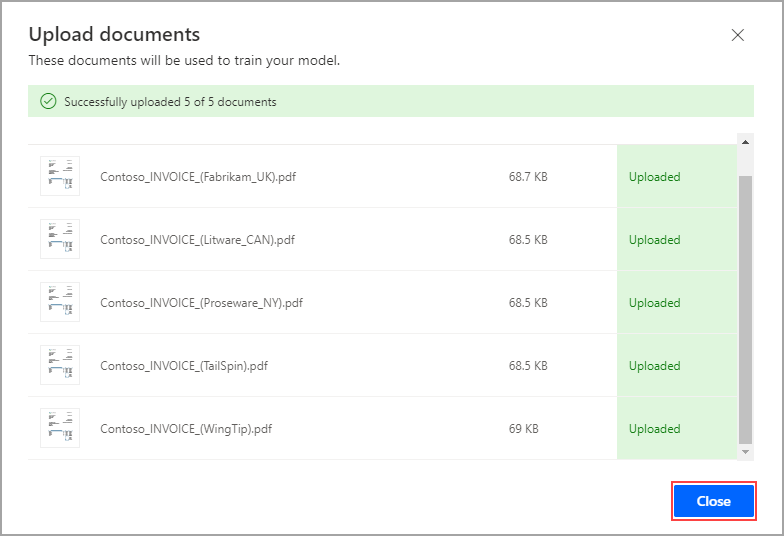 Upload documents
These documents will be used to train your model.
Successfully uploaded 5 of 5 documents
Contoso_INVOICE_(Fabrikam_UK).pdf 68.7 KB Uploaded
Contoso_INVOICE_(Litware_CAN).pdf 68.5 KB Uploaded
Contoso_INVOICE_(Proseware_NY).pdf 68.5 KB Uploaded
Contoso_INVOICE_(TailSpin).pdf 68.5 KB Uploaded
Contoso_INVOICE_(WingTip).pdf 69 KB Uploaded
Close